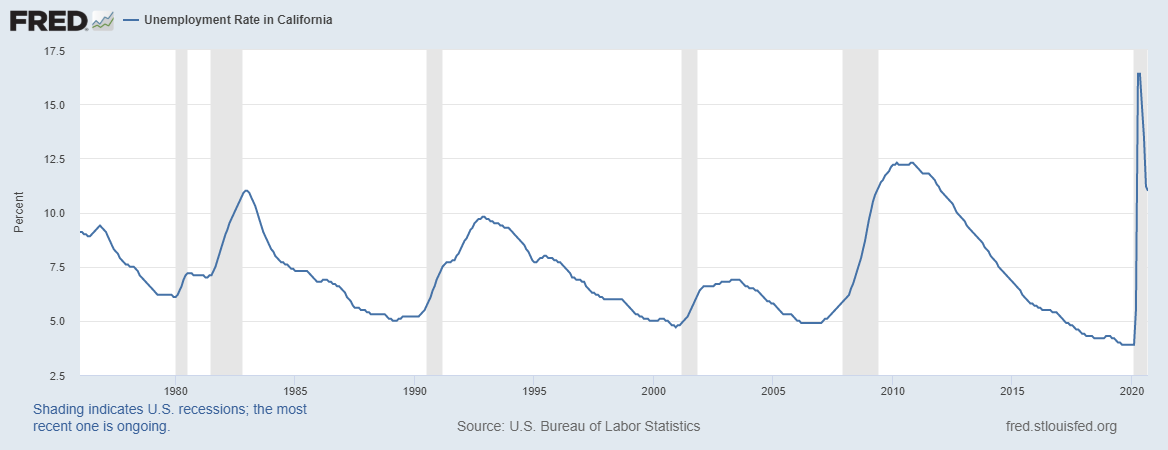 FRED
Unemployment Rate in California
17.5
15.0
12.5
10.0
7.5
5.0
2.5
Percent
1980 1985 1990 1995 2000 2005 2010 2015 2020
Shading indicates U.S. recessions; the most
recent one is ongoing.
Source: U.S. Bureau of Labor Statistics
fred.stlouisfed.org